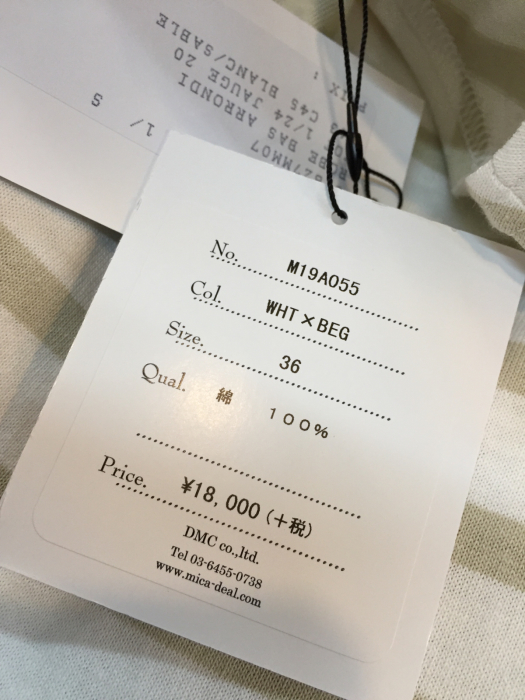 No. M19A055
Col. WHT×BEG
Size. 36
Qual. 綿 100%
Price. ¥18,000(+税)
DMC co.,ltd.
Tel 03-6455-0738
www.mica-deal.com
BAS ARRONDI
1/24 JAUGE 20
C45 BLANC/SABLE
S 1/